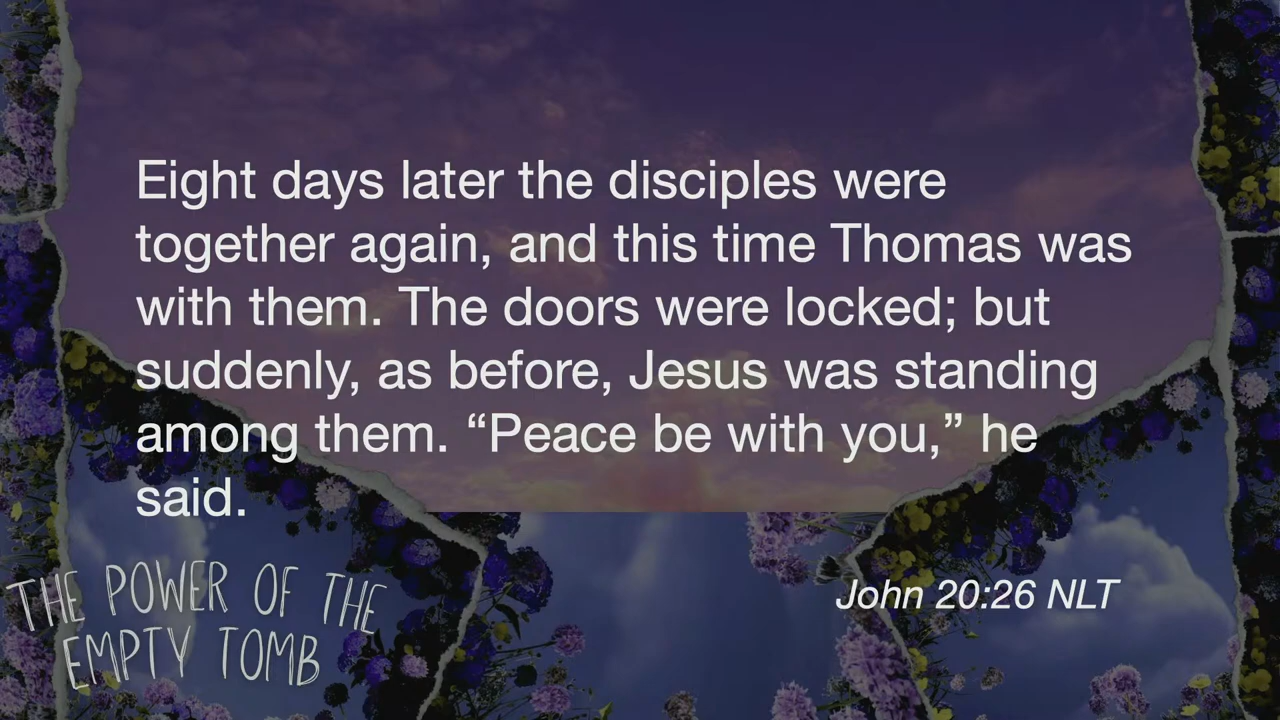 Eight days later the disciples were
together again, and this time Thomas was
with them. The doors were locked; but
suddenly, as before, Jesus was standing
among them. “Peace be with you,” he
said.
John 20:26 NLT
THE POWER OF THE
EMPTY TOMB